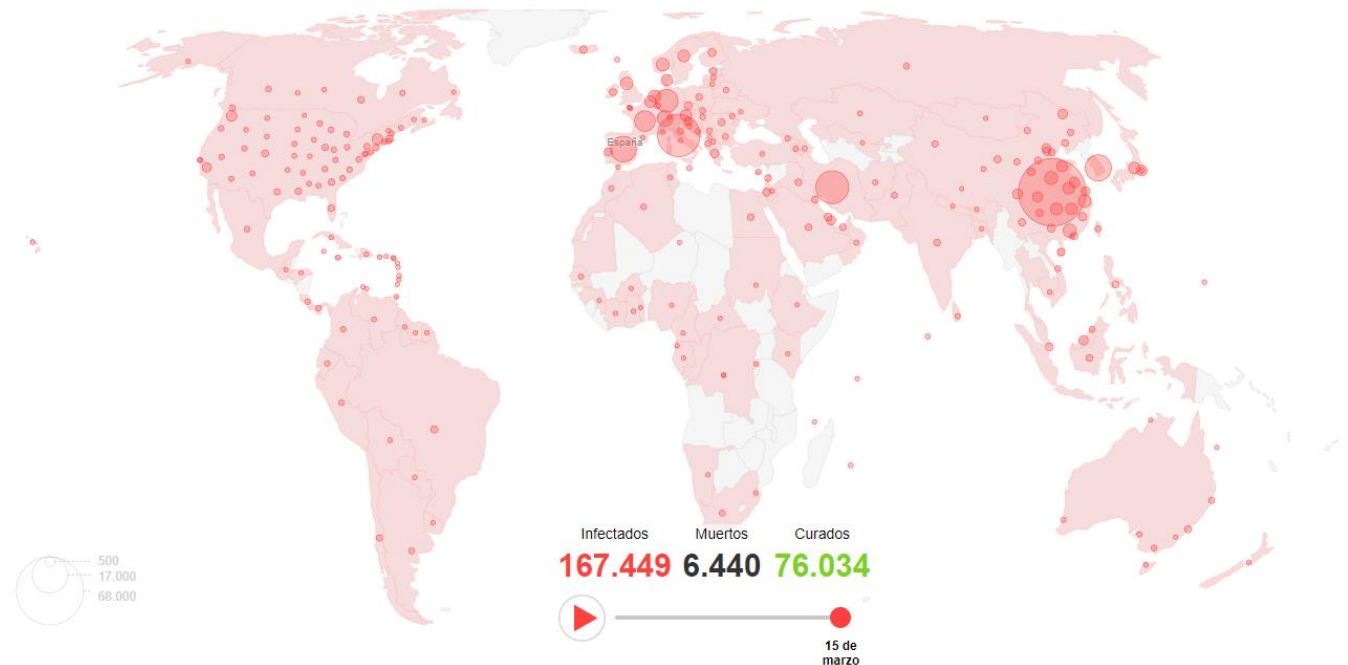 España
Infectados Muertos Curados
167.449 6.440 76.034
500
17.000
68.000
15 de
marzo